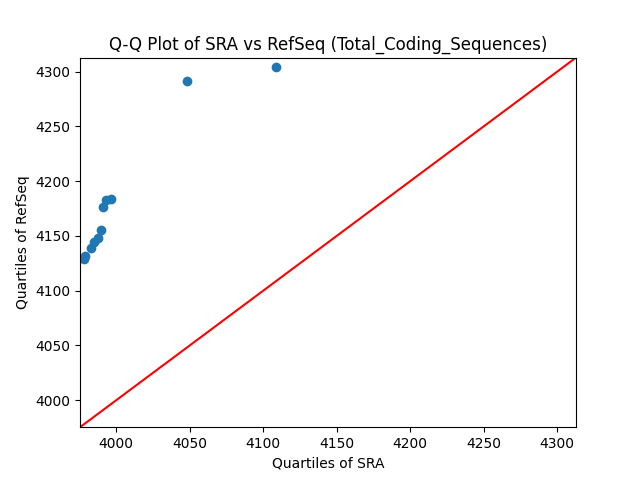 Q-Q Plot of SRA vs RefSeq (Total_Coding_Sequences)
4300
4250
4200
4150
4100
4050
4000
Quartiles of RefSeq
4000 4050 4100 4150 4200 4250 4300
Quartiles of SRA